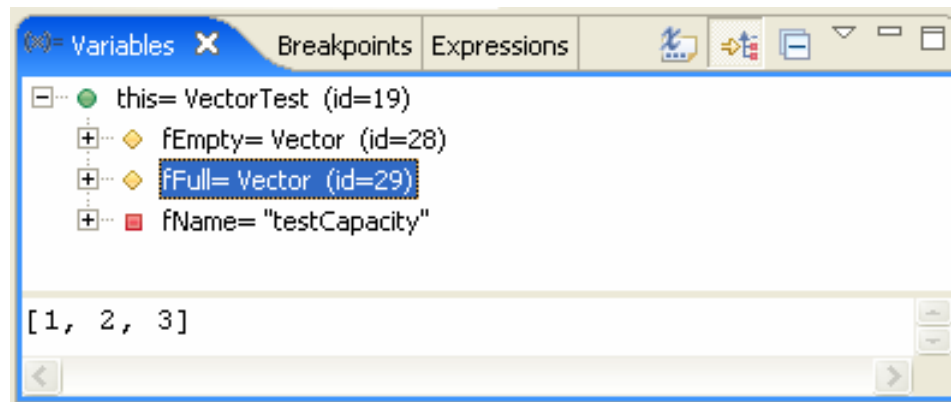 (x)= Variables Breakpoints Expressions
this= VectorTest (id=19)
fEmpty= Vector (id=28)
fFull= Vector (id=29)
fName= "testCapacity"
[1, 2, 3]